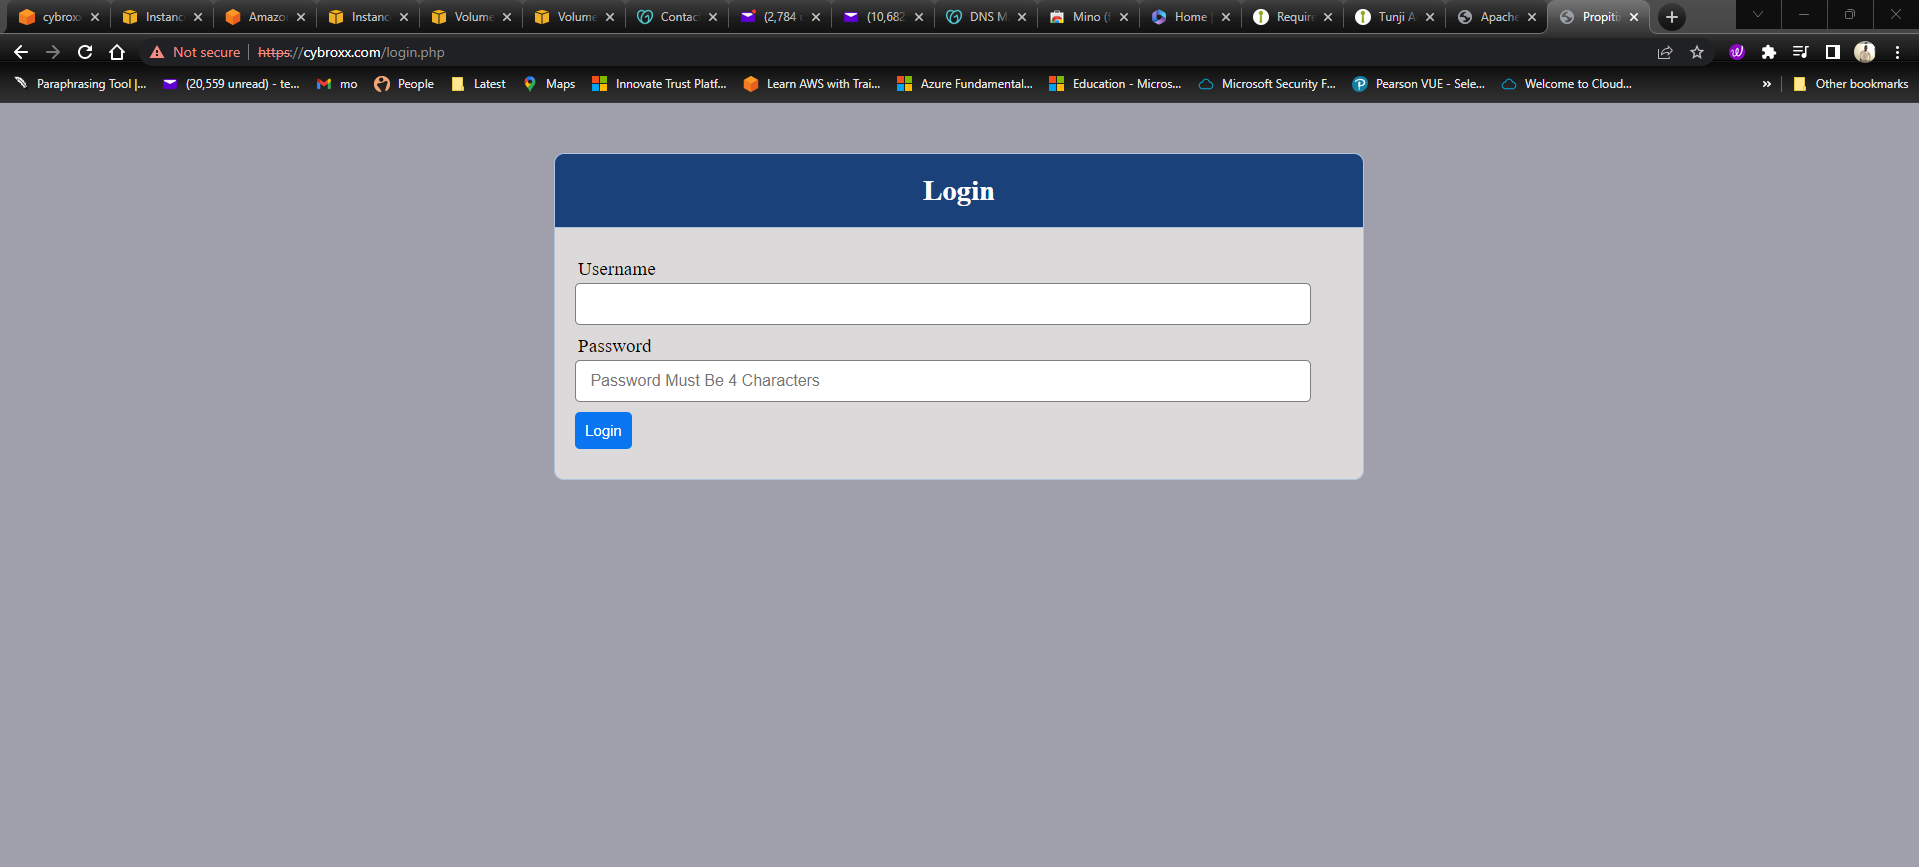 cybrox Instanc Amazo Instanc Volume Volume Contac (2,784 (10,682 DNS M Mino ( Home Require Tunji A Apache Propiti
Not secure https://cybroxx.com/login.php
Paraphrasing Tool |... (20,559 unread) - te... mo People Latest Maps Innovate Trust Platf... Learn AWS with Trai... Azure Fundamental... Education - Micros... Microsoft Security F... Pearson VUE - Sele... Welcome to Cloud... » Other bookmarks
Login
Username
Password
Password Must Be 4 Characters
Login